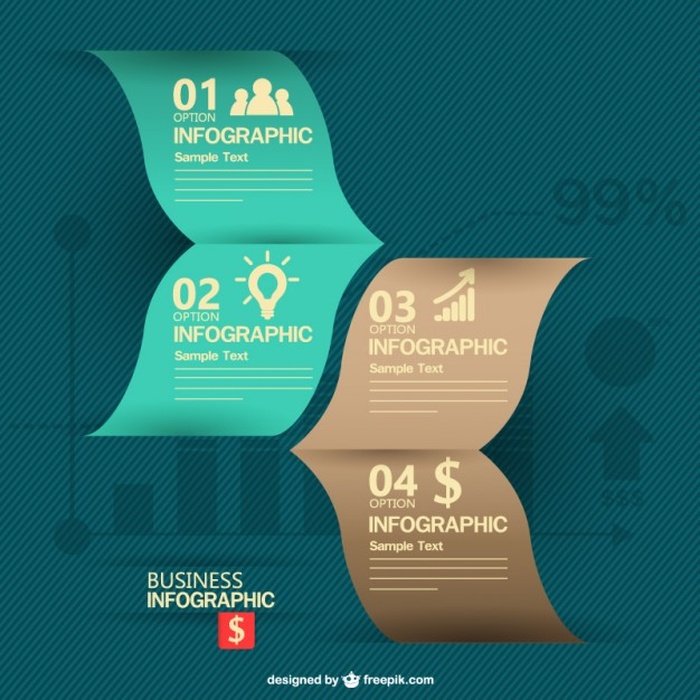 01
OPTION
INFOGRAPHIC
Sample Text
02
OPTION
INFOGRAPHIC
Sample Text
03
OPTION
INFOGRAPHIC
Sample Text
04 $
OPTION
INFOGRAPHIC
Sample Text
99%
BUSINESS
INFOGRAPHIC
$
designed by freepik.com